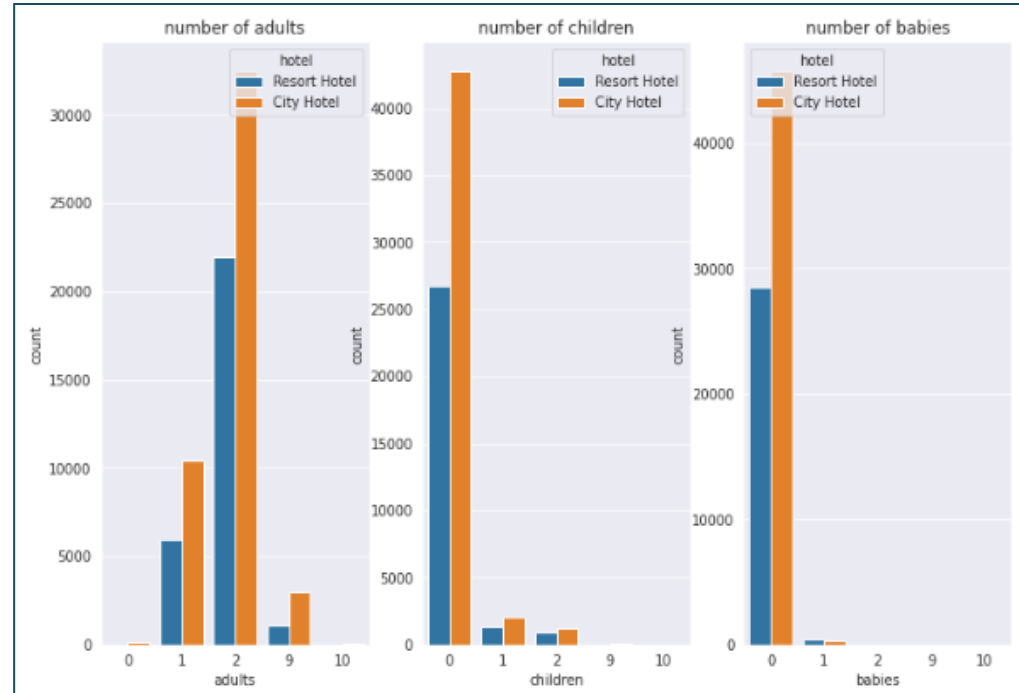 number of adults
hotel
Resort Hotel
City Hotel
30000
25000
20000
15000
10000
5000
0
count
0 1 2 9 10
adults
number of children
hotel
Resort Hotel
City Hotel
40000
35000
30000
25000
20000
15000
10000
5000
0
count
0 1 2 9 10
children
number of babies
hotel
Resort Hotel
City Hotel
40000
30000
20000
10000
0
count
0 1 2 9 10
babies